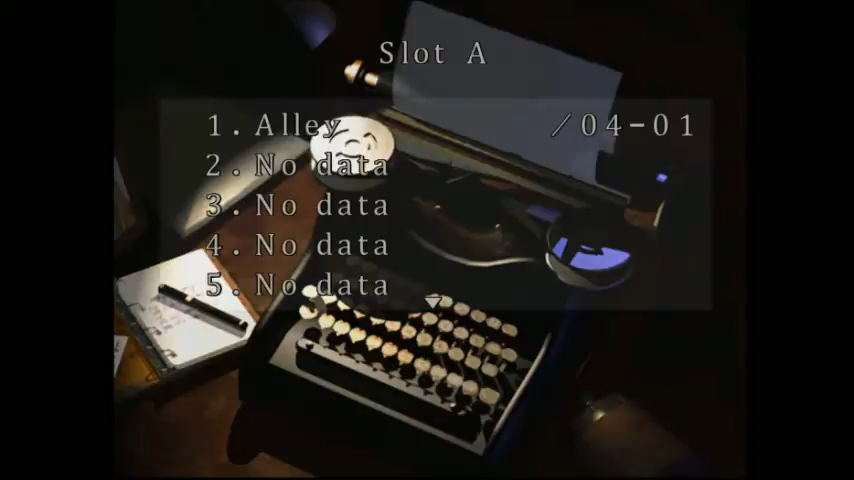 Slot A
1. Alley /04-01
2. No data
3. No data
4. No data
5. No data